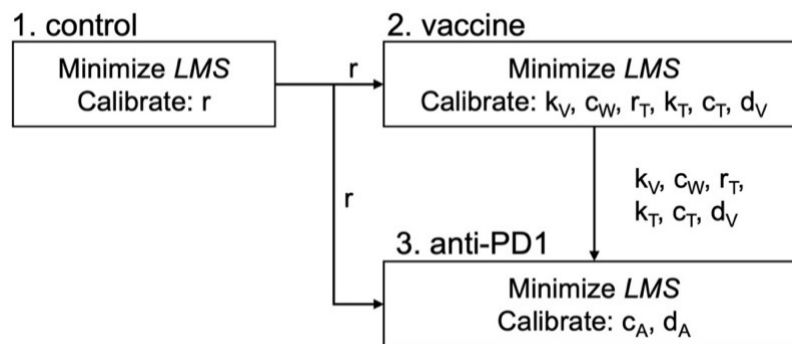 1. control
Minimize LMS
Calibrate: r
r
2. vaccine
Minimize LMS
Calibrate: kV, cW, rT, kT, cT, dV
r
kV, cW, rT,
kT, cT, dV
3. anti-PD1
Minimize LMS
Calibrate: cA, dA